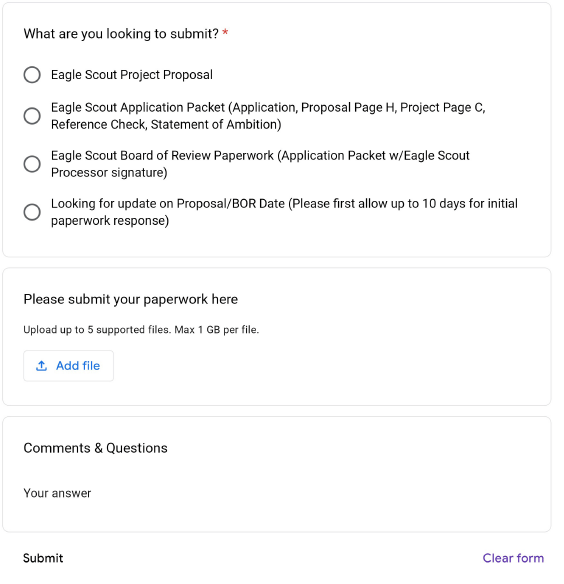 What are you looking to submit? *
Eagle Scout Project Proposal
Eagle Scout Application Packet (Application, Proposal Page H, Project Page C,
Reference Check, Statement of Ambition)
Eagle Scout Board of Review Paperwork (Application Packet w/Eagle Scout
Processor signature)
Looking for update on Proposal/BOR Date (Please first allow up to 10 days for initial
paperwork response)
Please submit your paperwork here
Upload up to 5 supported files. Max 1 GB per file.
Add file
Comments & Questions
Your answer
Submit Clear form